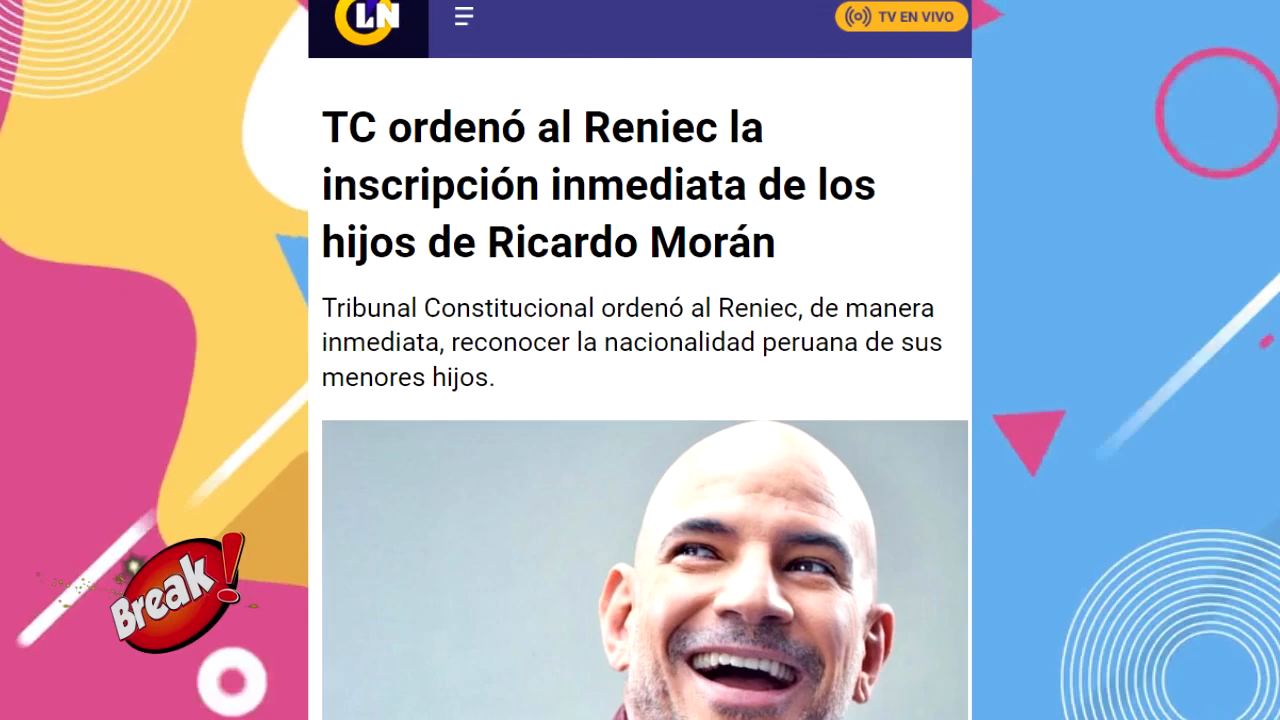 LN
TV EN VIVO
TC ordenó al Reniec la
inscripción inmediata de los
hijos de Ricardo Morán
Tribunal Constitucional ordenó al Reniec, de manera
inmediata, reconocer la nacionalidad peruana de sus
menores hijos.
Break!